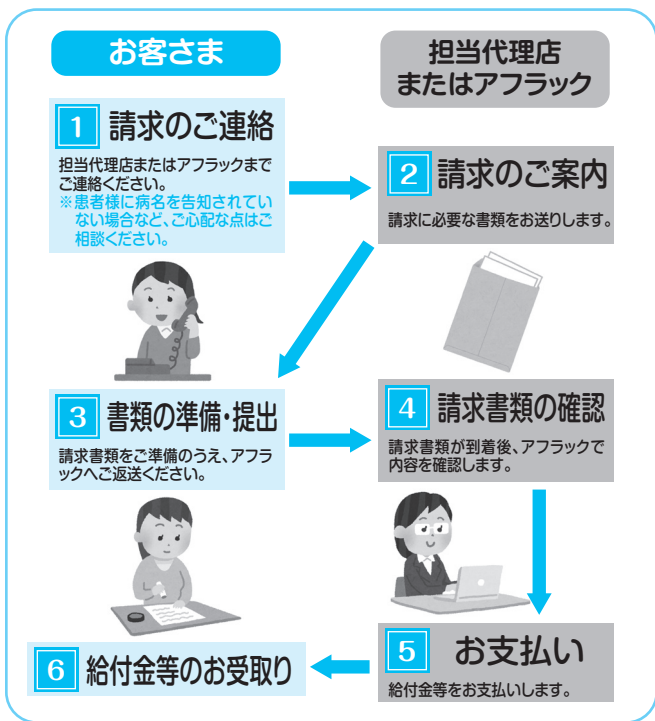 お客さま
担当代理店
またはアフラック
1 請求のご連絡
担当代理店またはアフラックまで
ご連絡ください。
※患者様に病名を告知されてい
ない場合など、ご心配な点はご
相談ください。
2 請求のご案内
請求に必要な書類をお送りします。
3 書類の準備・提出
請求書類をご準備のうえ、アフラ
ックへご返送ください。
4 請求書類の確認
請求書類が到着後、アフラックで
内容を確認します。
5 お支払い
給付金等をお支払いします。
6 給付金等のお受取り